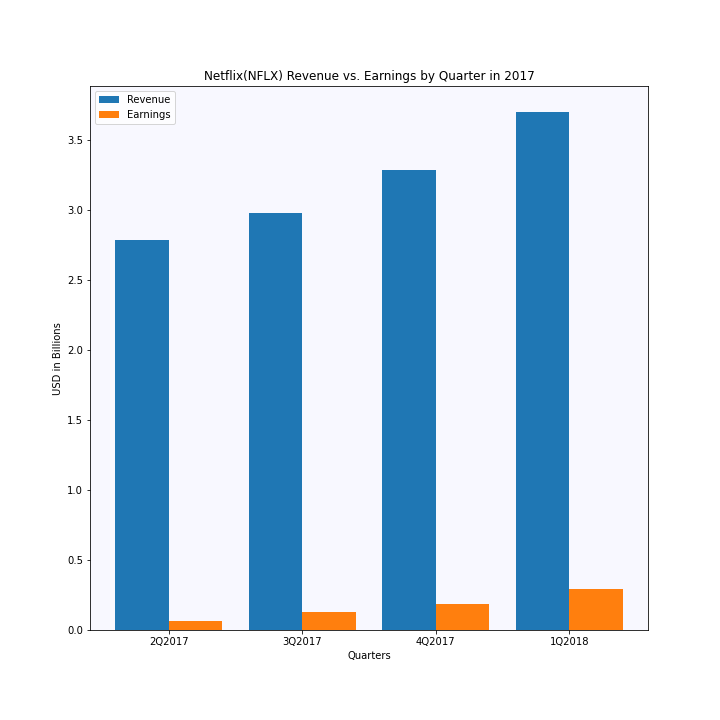 Netflix(NFLX) Revenue vs. Earnings by Quarter in 2017
Revenue
Earnings
USD in Billions
3.5
3.0
2.5
2.0
1.5
1.0
0.5
0.0
2Q2017 3Q2017 4Q2017 1Q2018
Quarters